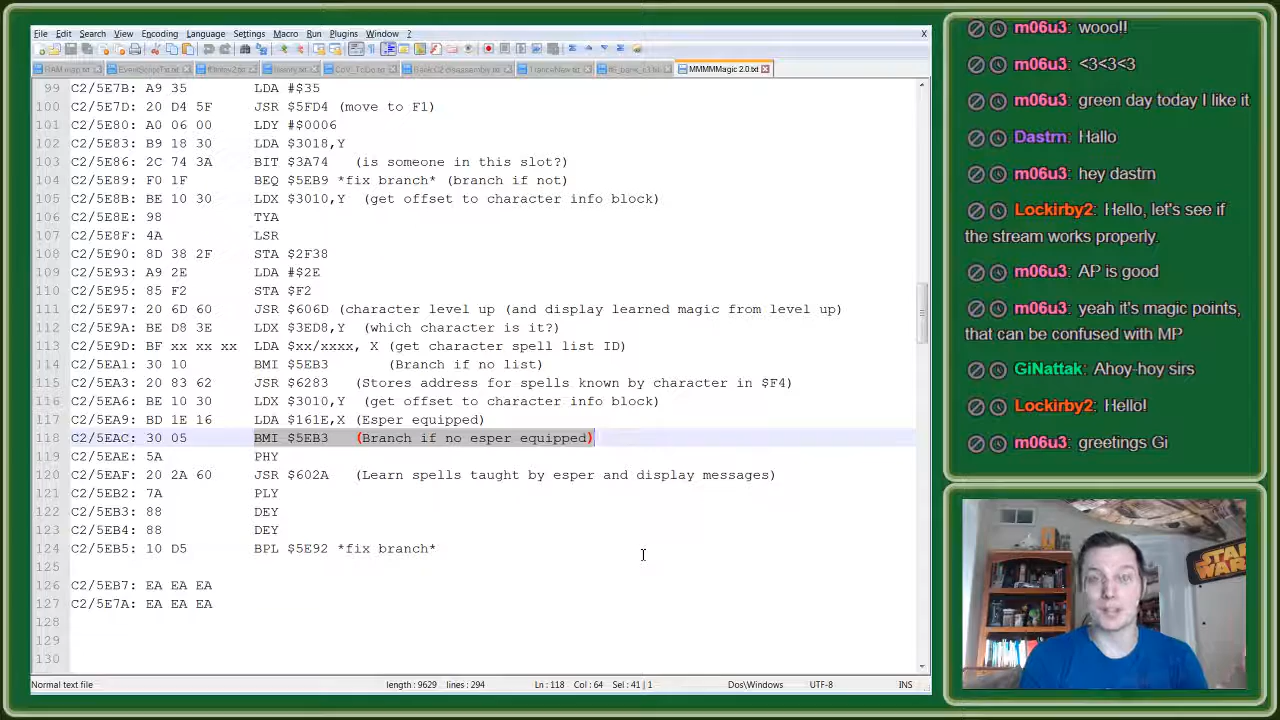 File Edit Search View Encoding Language Settings Macro Run Plugins Window ? X
RAM map.txt EventScriptTxt.txt
TranceNew.txt MMMMagic 2.0.txt
99 C2/5E7B: A9 35 LDA #$35
100 C2/5E7D: 20 D4 5F JSR $5FD4 (move to F1)
101 C2/5E80: A0 06 00 LDY #$0006
102 C2/5E83: B9 18 30 LDA $3018,Y
103 C2/5E86: 2C 74 3A BIT $3A74 (is someone in this slot?)
104 C2/5E89: F0 1F BEQ $5EB9 *fix branch* (branch if not)
105 C2/5E8B: BE 10 30 LDX $3010,Y (get offset to character info block)
106 C2/5E8E: 98 TYA
107 C2/5E8F: 4A LSR
108 C2/5E90: 8D 38 2F STA $2F38
109 C2/5E93: A9 2E LDA #$2E
110 C2/5E95: 85 F2 STA $F2
111 C2/5E97: 20 6D 60 JSR $606D (character level up (and display learned magic from level up)
112 C2/5E9A: BE D8 3E LDX $3ED8,Y (which character is it?)
113 C2/5E9D: BF xx xx xx LDA $xx/xxxx, X (get character spell list ID)
114 C2/5EA1: 30 10 BMI $5EB3 (Branch if no list)
115 C2/5EA3: 20 83 62 JSR $6283 (Stores address for spells known by character in $F4)
116 C2/5EA6: BE 10 30 LDX $3010,Y (get offset to character info block)
117 C2/5EA9: BD 1E 16 LDA $161E,X (Esper equipped)
118 C2/5EAC: 30 05 BMI $5EB3 (Branch if no esper equipped)
119 C2/5EAE: 5A PHY
120 C2/5EAF: 20 2A 60 JSR $602A (Learn spells taught by esper and display messages)
121 C2/5EB2: 7A PLY
122 C2/5EB3: 88 DEY
123 C2/5EB4: 88 DEY
124 C2/5EB5: 10 D5 BPL $5E92 *fix branch*
125
126 C2/5EB7: EA EA EA
127 C2/5E7A: EA EA EA
128
129
130
Normal text file length : 9629 lines : 294 Ln : 118 Col : 64 Sel : 41 | 1 Dos\Windows UTF-8 INS
m06u3: wooo!!
m06u3: <3<3<3
m06u3: green day today I like it
Dastrn: Hallo
m06u3: hey dastrn
Lockirby2: Hello, let's see if
the stream works properly.
m06u3: AP is good
m06u3: yeah it's magic points,
that can be confused with MP
GiNattak: Ahoy-hoy sirs
Lockirby2: Hello!
m06u3: greetings Gi
STAR
WARS